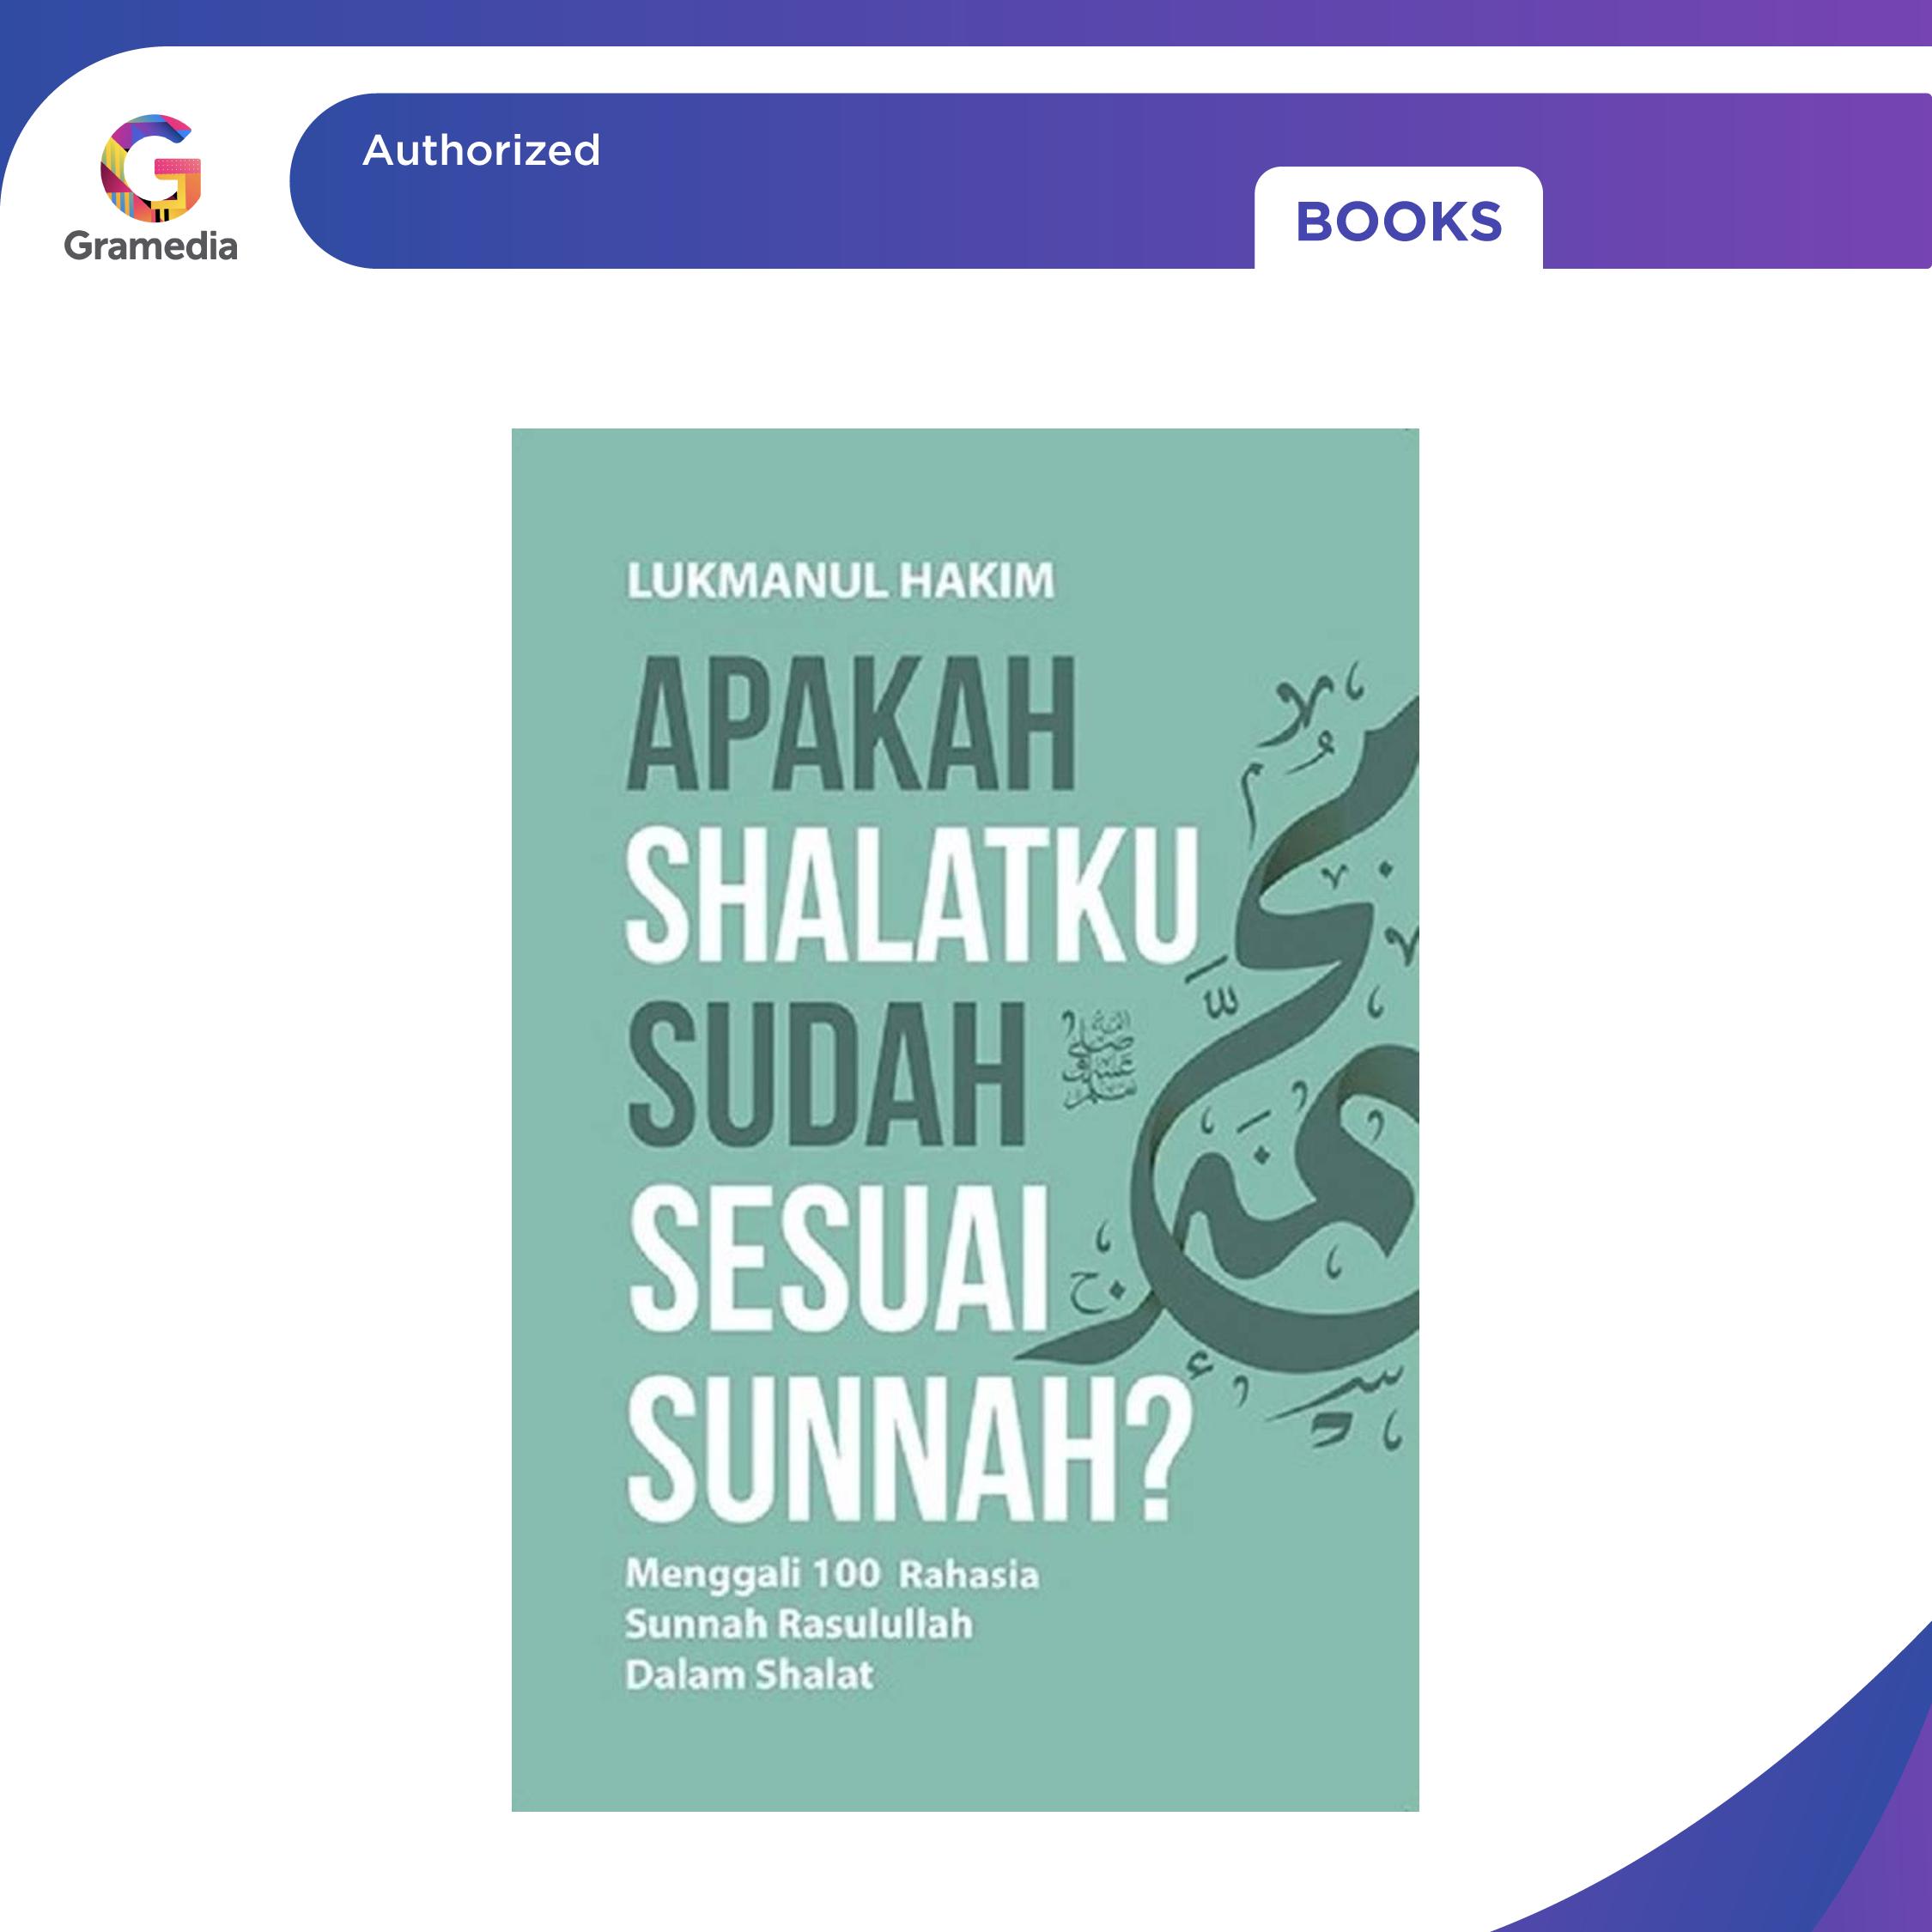 Authorized
Gramedia
BOOKS
LUKMANUL HAKIM
APAKAH
SHALATKU
SUDAH
SESUAI
SUNNAH?
Menggali 100 Rahasia
Sunnah Rasulullah
Dalam Shalat